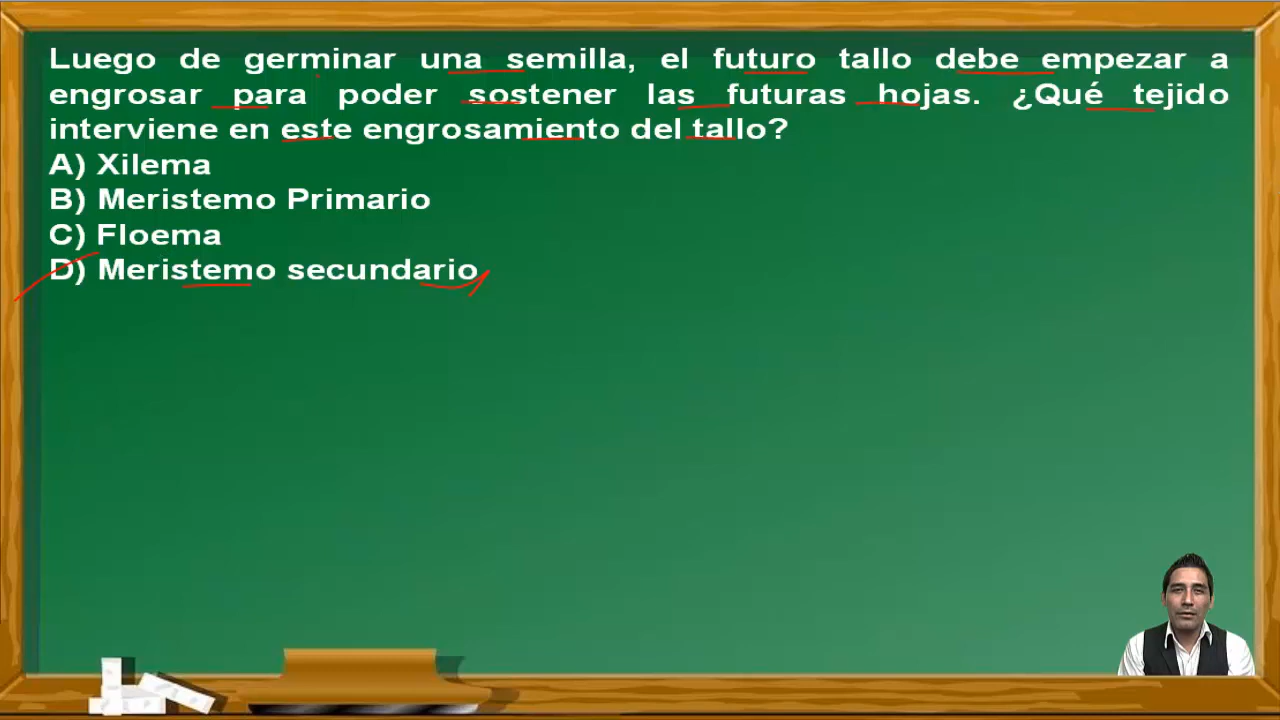 Luego de germinar una semilla, el futuro tallo debe empezar a
engrosar para poder sostener las futuras hojas. ¿Qué tejido
interviene en este engrosamiento del tallo?
A) Xilema
B) Meristemo Primario
C) Floema
D) Meristemo secundario